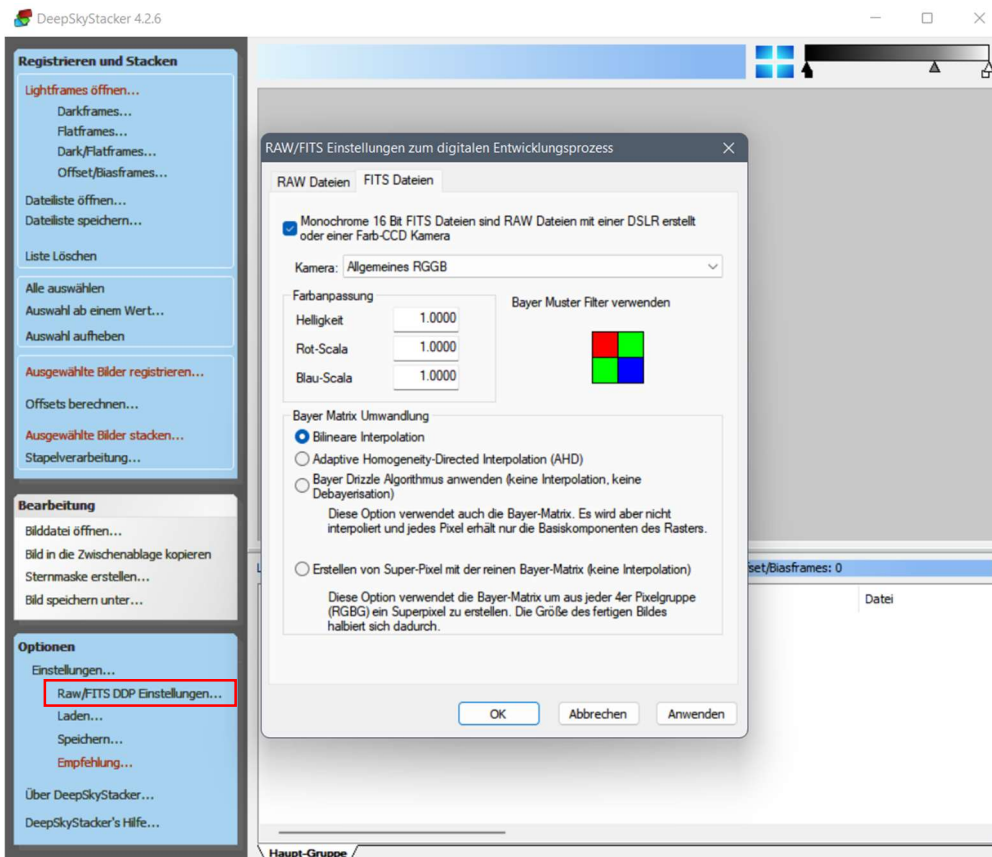 DeepSkyStacker 4.2.6
Registrieren und Stacken
Lightframes öffnen...
Darkframes...
Flatframes...
Dark/Flatframes...
Offset/Biasframes...
Dateiliste öffnen...
Dateiliste speichern...
Liste Löschen
Alle auswählen
Auswahl ab einem Wert...
Auswahl aufheben
Ausgewählte Bilder registrieren...
Offsets berechnen...
Ausgewählte Bilder stacken...
Stapelverarbeitung...
Bearbeitung
Bilddatei öffnen...
Bild in die Zwischenablage kopieren
Sternmaske erstellen...
Bild speichern unter...
Optionen
Einstellungen...
Raw/FITS DDP Einstellungen...
Laden...
Speichern...
Empfehlung...
Über DeepSkyStacker...
DeepSkyStacker's Hilfe...
RAW/FITS Einstellungen zum digitalen Entwicklungsprozess
RAW Dateien FITS Dateien
Monochrome 16 Bit FITS Dateien sind RAW Dateien mit einer DSLR erstellt
oder einer Farb-CCD Kamera
Kamera: Allgemeines RGGB
Farbanpassung
Helligkeit 1.0000
Rot-Scala 1.0000
Blau-Scala 1.0000
Bayer Muster Filter verwenden
Bayer Matrix Umwandlung
Bilineare Interpolation
Adaptive Homogeneity-Directed Interpolation (AHD)
Bayer Drizzle Algorithmus anwenden (keine Interpolation, keine
Debayerisation)
Diese Option verwendet auch die Bayer-Matrix. Es wird aber nicht
interpoliert und jedes Pixel erhält nur die Basiskomponenten des Rasters.
Erstellen von Super-Pixel mit der reinen Bayer-Matrix (keine Interpolation)
Diese Option verwendet die Bayer-Matrix um aus jeder 4er Pixelgruppe
(RGBG) ein Superpixel zu erstellen. Die Größe des fertigen Bildes
halbiert sich dadurch.
OK Abbrechen Anwenden
set/Biasframes: 0
Datei
Haupt-Gruppe